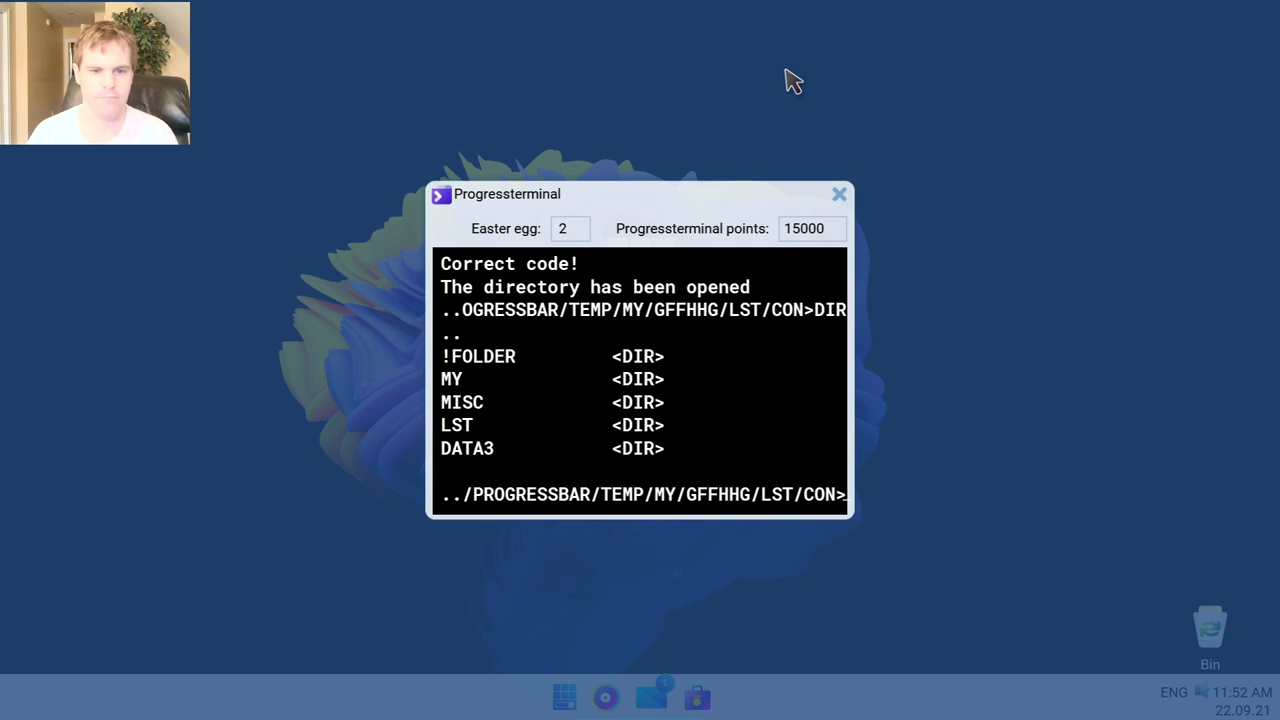 Progressterminal
Easter egg: 2 Progressterminal points: 15000
Correct code!
The directory has been opened
..OGRESSBAR/TEMP/MY/GFFHHG/LST/CON>DIR
..
!FOLDER <DIR>
MY <DIR>
MISC <DIR>
LST <DIR>
DATA3 <DIR>
../PROGRESSBAR/TEMP/MY/GFFHHG/LST/CON>_
Bin
1
ENG 11:52 AM
22.09.21